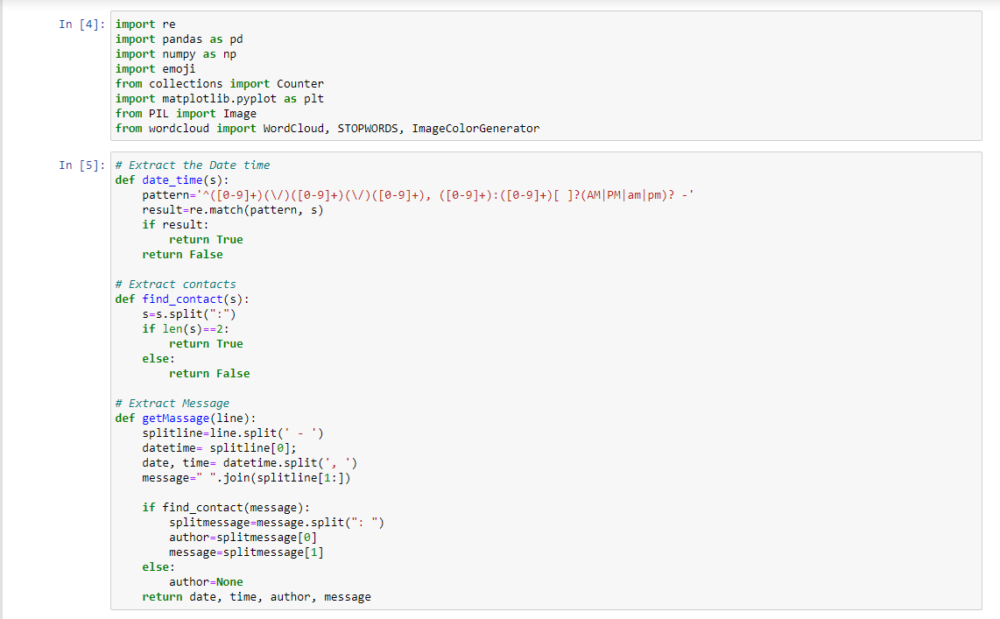 In [4]: import re
import pandas as pd
import numpy as np
import emoji
from collections import Counter
import matplotlib.pyplot as plt
from PIL import Image
from wordcloud import WordCloud, STOPWORDS, ImageColorGenerator
In [5]: # Extract the Date time
def date_time(s):
    pattern='^([0-9]+)(\/)([0-9]+)(\/)([0-9]+), ([0-9]+):([0-9]+)[ ]?(AM|PM|am|pm)? -'
    result=re.match(pattern, s)
    if result:
        return True
    return False

# Extract contacts
def find_contact(s):
    s=s.split(":")
    if len(s)==2:
        return True
    else:
        return False

# Extract Message
def getMassage(line):
    splitline=line.split(' - ')
    datetime= splitline[0];
    date, time= datetime.split(', ')
    message=" ".join(splitline[1:])

    if find_contact(message):
        splitmessage=message.split(": ")
        author=splitmessage[0]
        message=splitmessage[1]
    else:
        author=None
    return date, time, author, message